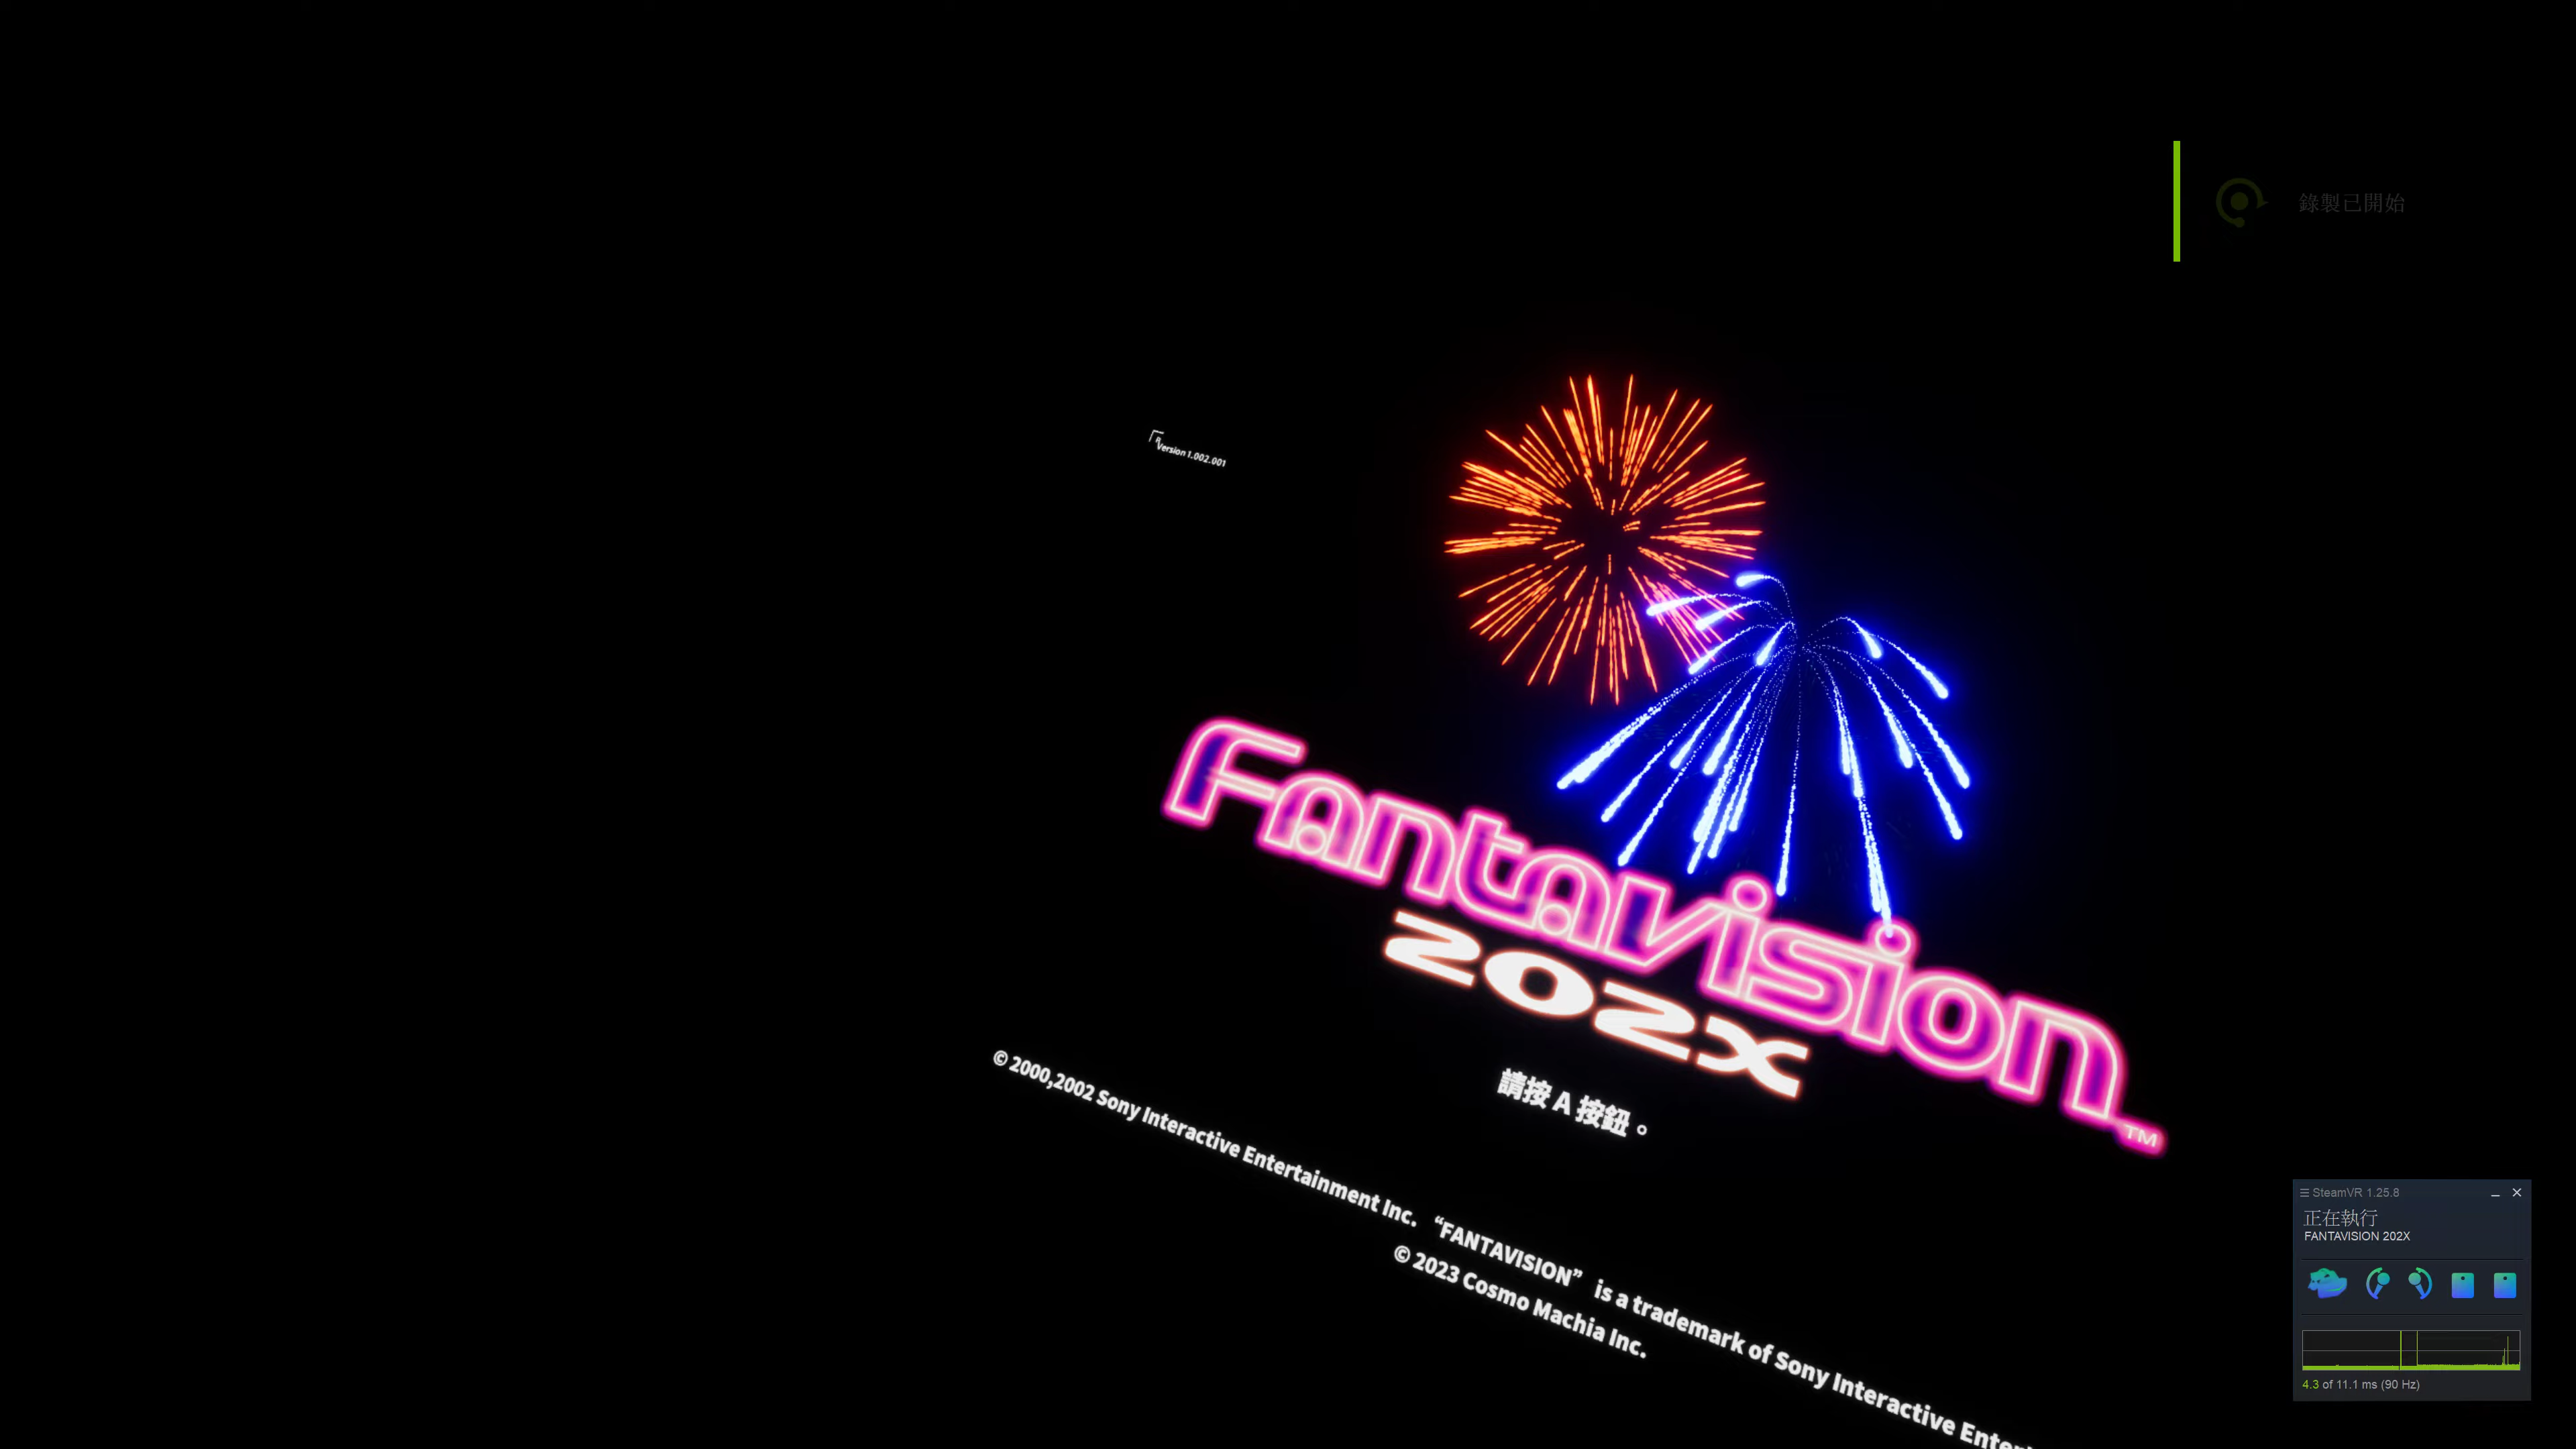 錄製已開始
Version 1.002.001
Fantavision
202X
TM
請按 A 按鈕。
© 2000,2002 Sony Interactive Entertainment Inc. “FANTAVISION” is a trademark of Sony Interactive
© 2023 Cosmo Machia Inc.
SteamVR 1.25.8
正在執行
FANTAVISION 202X
4.3 of 11.1 ms (90 Hz)